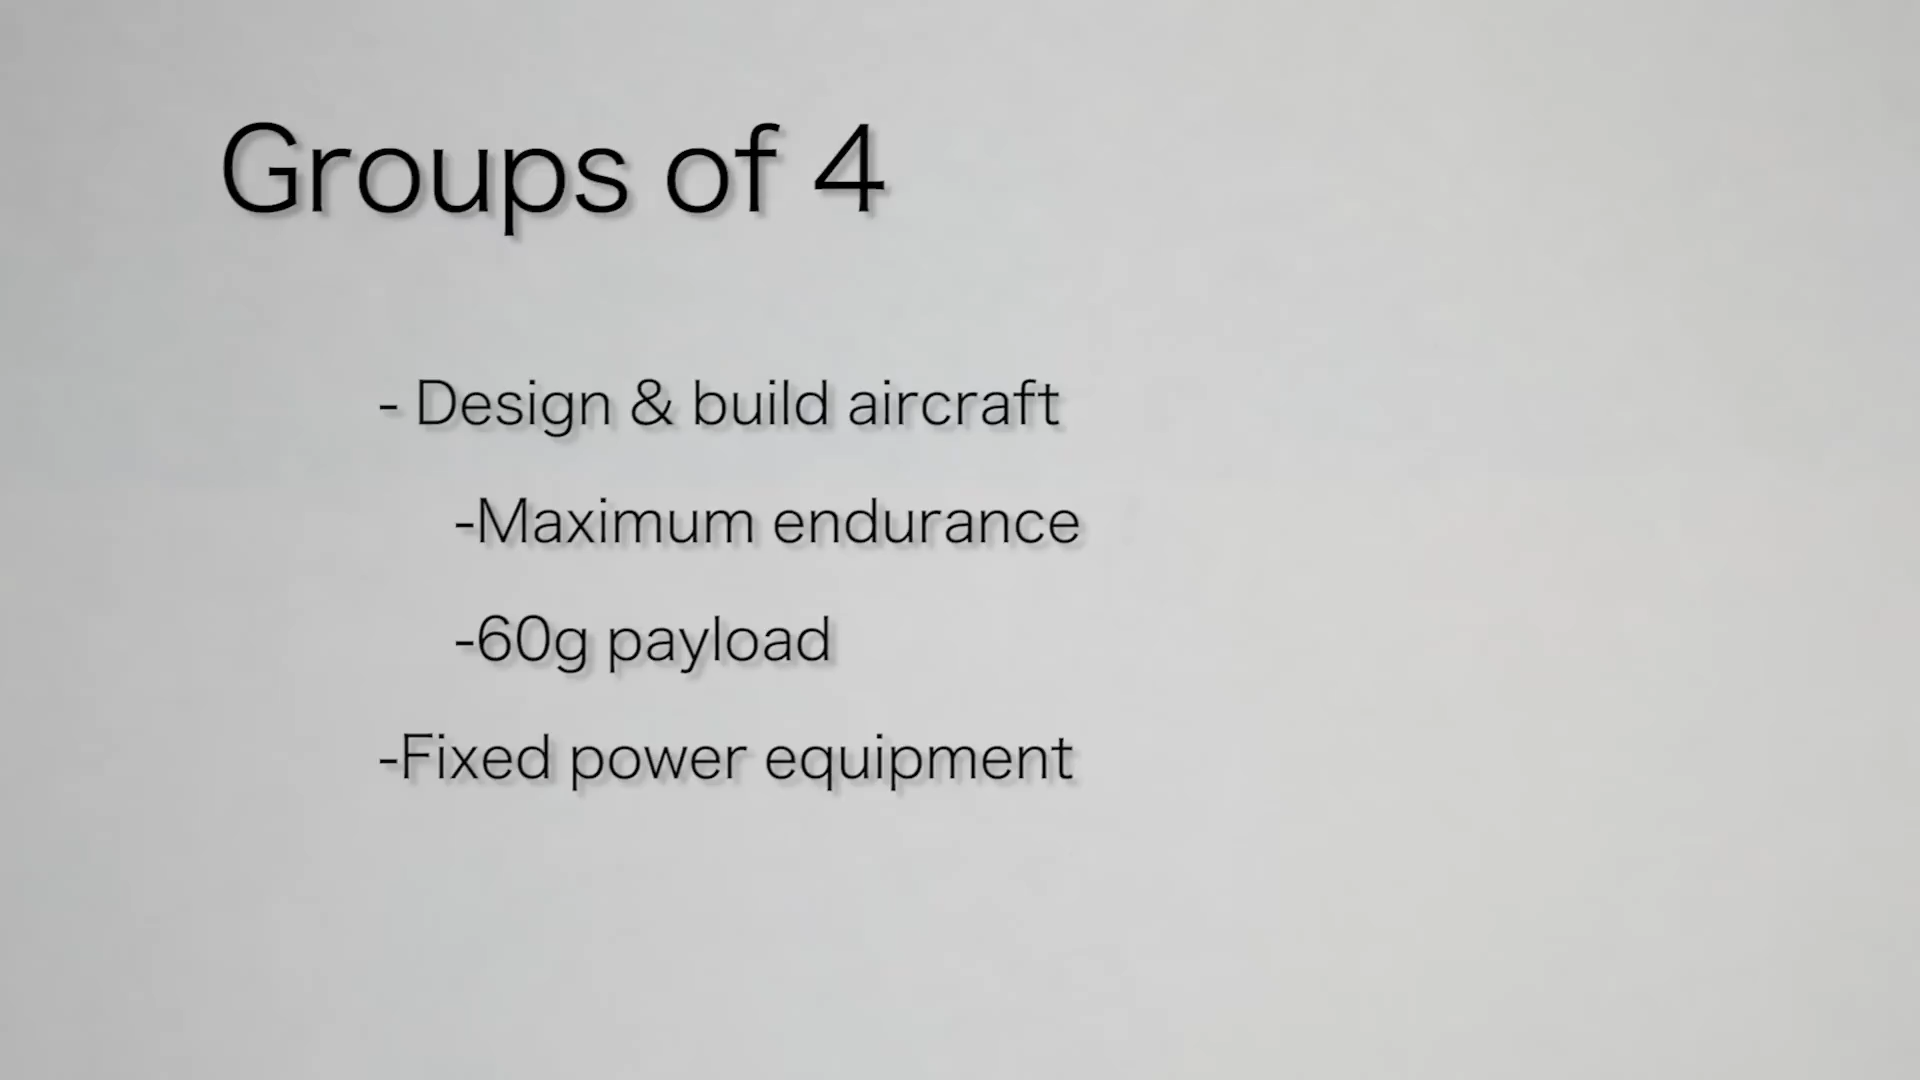 Groups of 4
- Design & build aircraft
-Maximum endurance
-60g payload
-Fixed power equipment